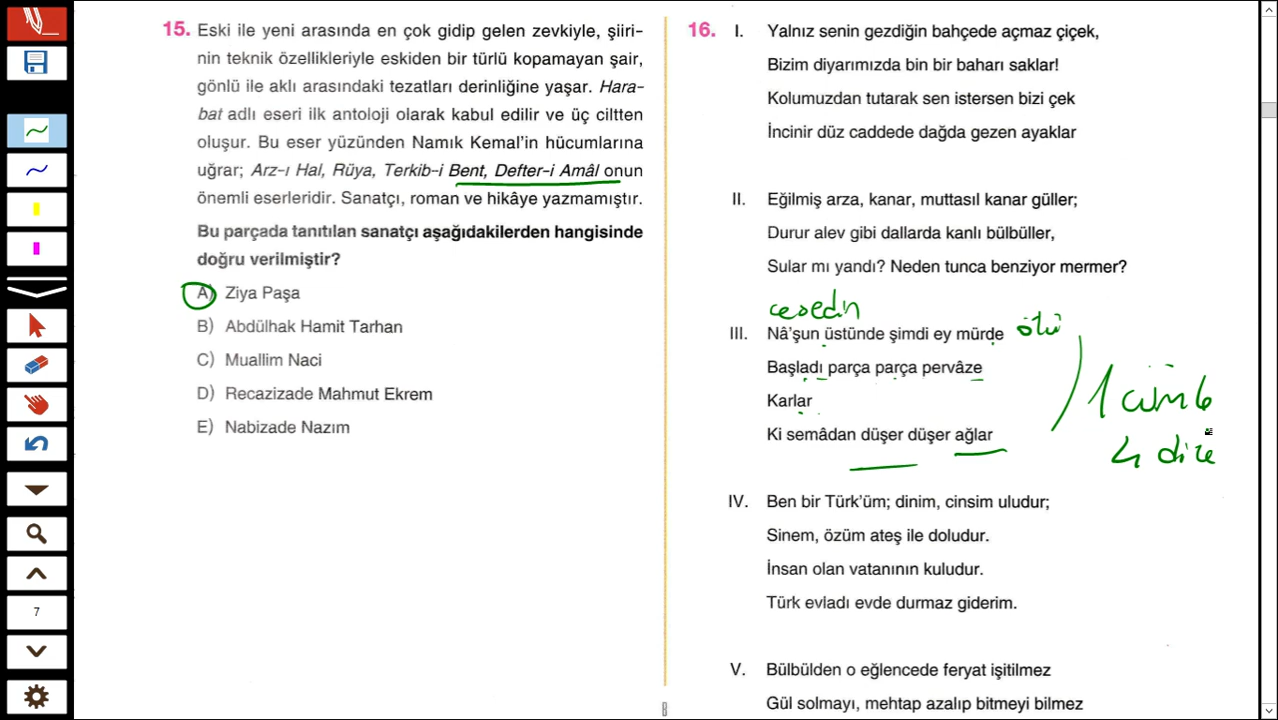 15. Eski ile yeni arasında en çok gidip gelen zevkiyle, şiiri-
nin teknik özellikleriyle eskiden bir türlü kopamayan şair,
gönlü ile aklı arasındaki tezatları derinliğine yaşar. Hara-
bat adlı eseri ilk antoloji olarak kabul edilir ve üç ciltten
oluşur. Bu eser yüzünden Namık Kemal'in hücumlarına
uğrar; Arz-ı Hal, Rüya, Terkib-i Bent, Defter-i Amâl onun
önemli eserleridir. Sanatçı, roman ve hikâye yazmamıştır.
Bu parçada tanıtılan sanatçı aşağıdakilerden hangisinde
doğru verilmiştir?
A) Ziya Paşa
B) Abdülhak Hamit Tarhan
C) Muallim Naci
D) Recazizade Mahmut Ekrem
E) Nabizade Nazım
16. I. Yalnız senin gezdiğin bahçede açmaz çiçek,
Bizim diyarımızda bin bir baharı saklar!
Kolumuzdan tutarak sen istersen bizi çek
İncinir düz caddede dağda gezen ayaklar
II. Eğilmiş arza, kanar, muttasıl kanar güller;
Durur alev gibi dallarda kanlı bülbüller,
Sular mı yandı? Neden tunca benziyor mermer?
cesedin
III. Nâ'şun üstünde şimdi ey mürde ölü
Başladı parça parça pervâze
Karlar
Ki semâdan düşer düşer ağlar
1 cümle
4 dize
IV. Ben bir Türk'üm; dinim, cinsim uludur;
Sinem, özüm ateş ile doludur.
İnsan olan vatanının kuludur.
Türk evladı evde durmaz giderim.
V. Bülbülden o eğlencede feryat işitilmez
Gül solmayı, mehtap azalıp bitmeyi bilmez
7
8